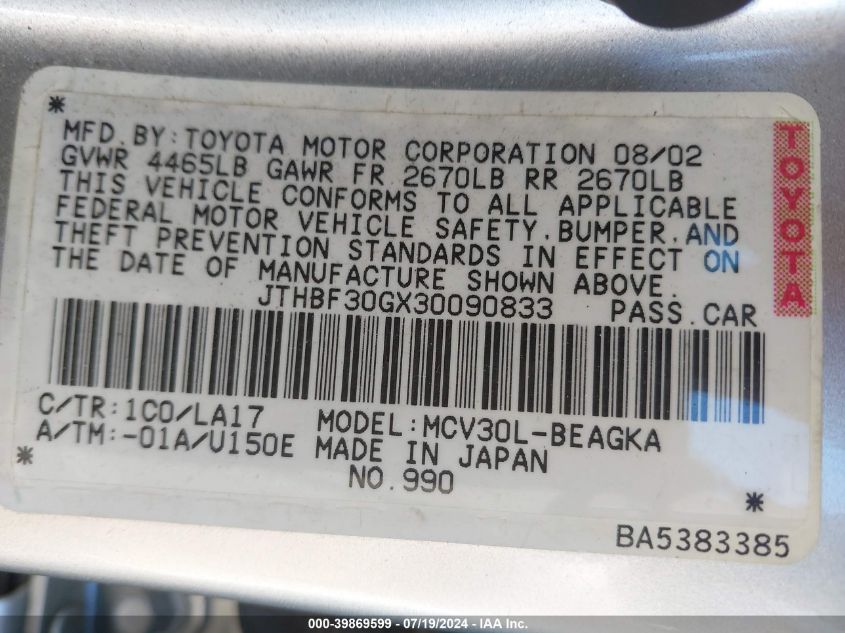 MFD. BY: TOYOTA MOTOR CORPORATION 08/02
GVWR 4465LB GAWR FR 2670LB RR 2670LB
THIS VEHICLE CONFORMS TO ALL APPLICABLE
FEDERAL MOTOR VEHICLE SAFETY, BUMPER, AND
THEFT PREVENTION STANDARDS IN EFFECT ON
THE DATE OF MANUFACTURE SHOWN ABOVE.
JTHBF30GX30090833 PASS. CAR
C/TR: 1C0/LA17 MODEL: MCV30L-BEAGKA
A/TM: -01A/U150E MADE IN JAPAN
NO. 990
BA5383385
TOYOTA
000-39869599 / 07/19/2024 - IAA Inc.